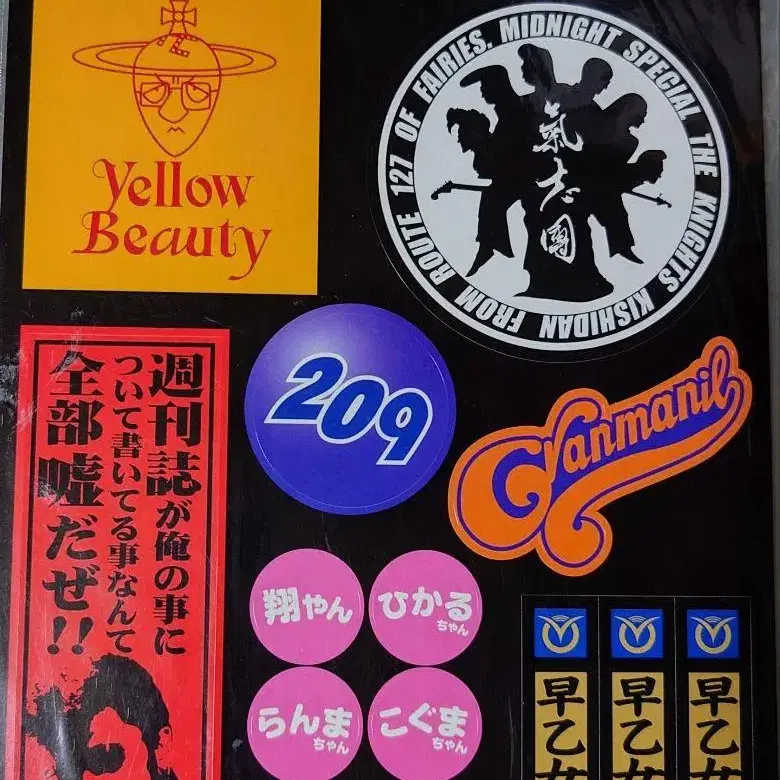 Yellow
Beauty
FROM ROUTE 127 OF FAIRIES. MIDNIGHT SPECIAL THE KNIGHTS KISHIDAN
氣志團
週刊誌が俺の事に
ついて書いてる事なんて
全部嘘だぜ!!
209
翔やん
ひかる
ちゃん
らんま
ちゃん
こぐま
ちゃん
早乙女
早乙女
早乙女